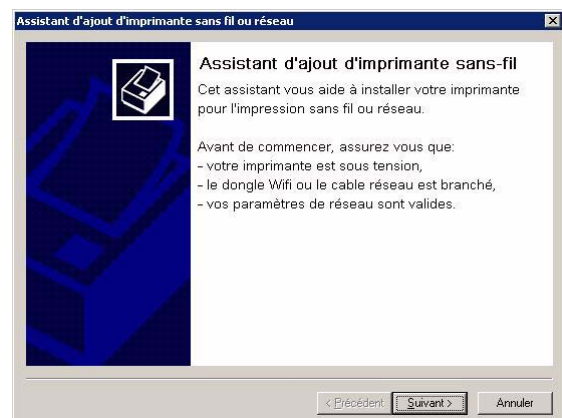 Assistant d'ajout d'imprimante sans fil ou réseau
Assistant d'ajout d'imprimante sans-fil
Cet assistant vous aide à installer votre imprimante
pour l'impression sans fil ou réseau.
Avant de commencer, assurez vous que:
- votre imprimante est sous tension,
- le dongle Wifi ou le cable réseau est branché,
- vos paramètres de réseau sont valides.
< Précédent Suivant > Annuler